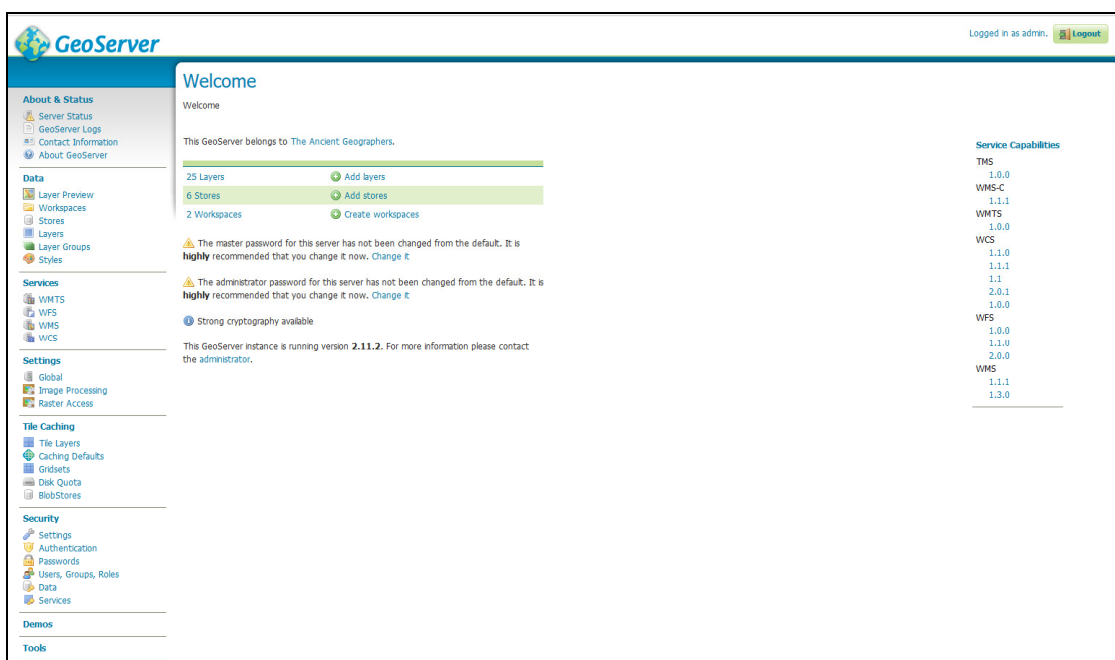 GeoServer
Logged in as admin.
Logout
About & Status
Server Status
GeoServer Logs
Contact Information
About GeoServer
Data
Layer Preview
Workspaces
Stores
Layers
Layer Groups
Styles
Services
WMTS
WFS
WMS
WCS
Settings
Global
Image Processing
Raster Access
Tile Caching
Tile Layers
Caching Defaults
Gridsets
Disk Quota
BlobStores
Security
Settings
Authentication
Passwords
Users, Groups, Roles
Data
Services
Demos
Tools
Welcome
Welcome
This GeoServer belongs to The Ancient Geographers.
25 Layers Add layers
6 Stores Add stores
2 Workspaces Create workspaces
The master password for this server has not been changed from the default. It is
highly recommended that you change it now. Change it
The administrator password for this server has not been changed from the default. It is
highly recommended that you change it now. Change it
Strong cryptography available
This GeoServer instance is running version 2.11.2. For more information please contact
the administrator.
Service Capabilities
TMS
1.0.0
WMS-C
1.1.1
WMTS
1.0.0
WCS
1.1.0
1.1.1
1.1
2.0.1
1.0.0
WFS
1.0.0
1.1.0
2.0.0
WMS
1.1.1
1.3.0